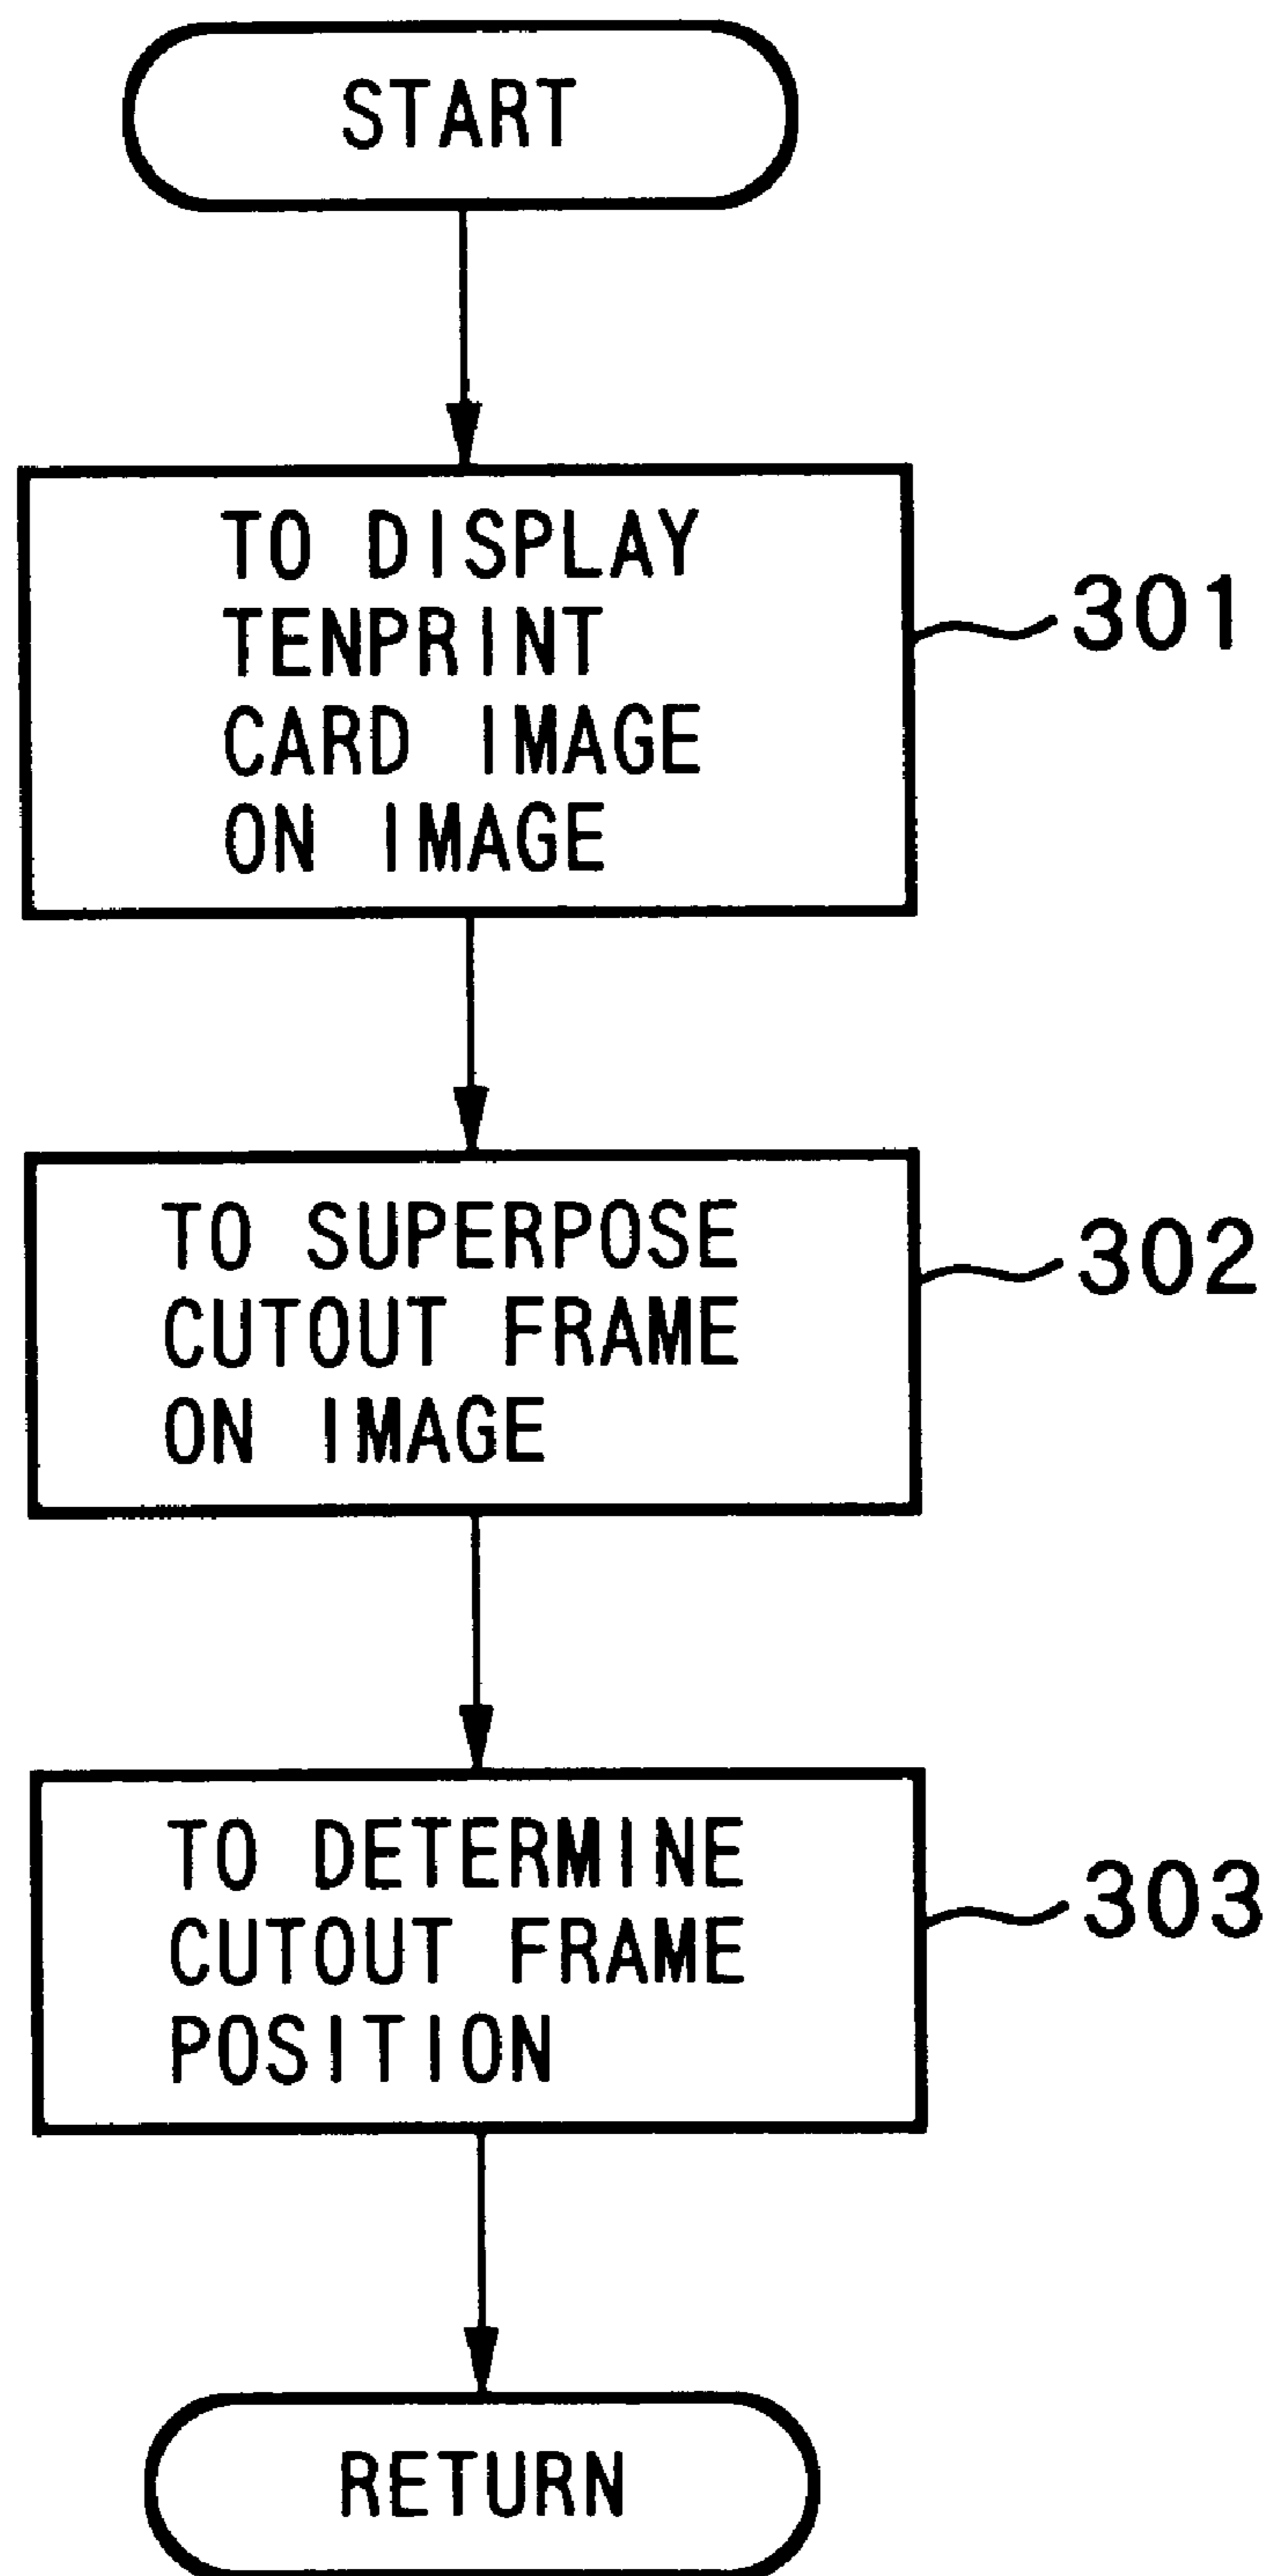 START
TO DISPLAY
TENPRINT
CARD IMAGE
ON IMAGE
301
TO SUPERPOSE
CUTOUT FRAME
ON IMAGE
302
TO DETERMINE
CUTOUT FRAME
POSITION
303
RETURN